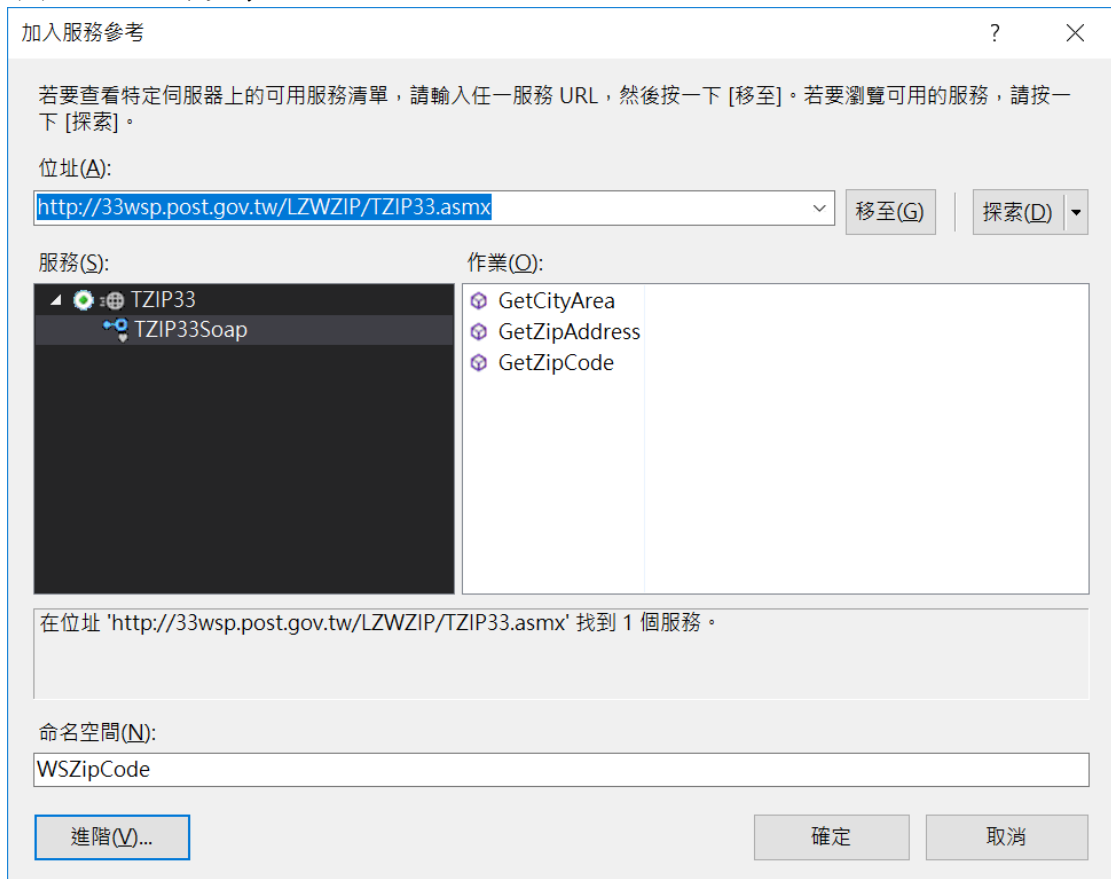 加入服務參考
?
若要查看特定伺服器上的可用服務清單，請輸入任一服務 URL，然後按一下 [移至]。若要瀏覽可用的服務，請按一
下 [探索]。
位址(A):
http://33wsp.post.gov.tw/LZWZIP/TZIP33.asmx
移至(G)
探索(D)
服務(S):
作業(O):
TZIP33
TZIP33Soap
GetCityArea
GetZipAddress
GetZipCode
在位址 'http://33wsp.post.gov.tw/LZWZIP/TZIP33.asmx' 找到 1 個服務。
命名空間(N):
WSZipCode
進階(V)...
確定
取消